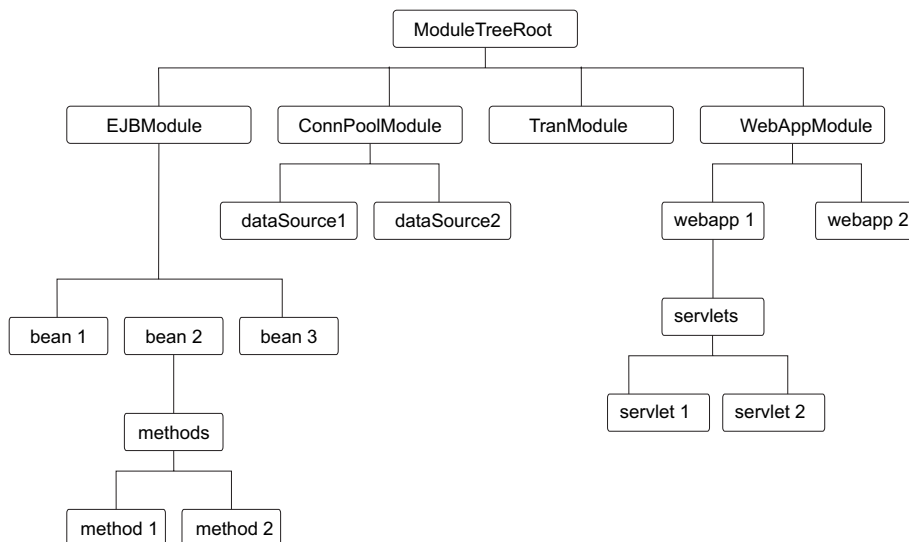 ModuleTreeRoot
EJBModule
ConnPoolModule
TranModule
WebAppModule
dataSource1
dataSource2
webapp 1
webapp 2
servlets
bean 1
bean 2
bean 3
servlet 1
servlet 2
methods
method 1
method 2